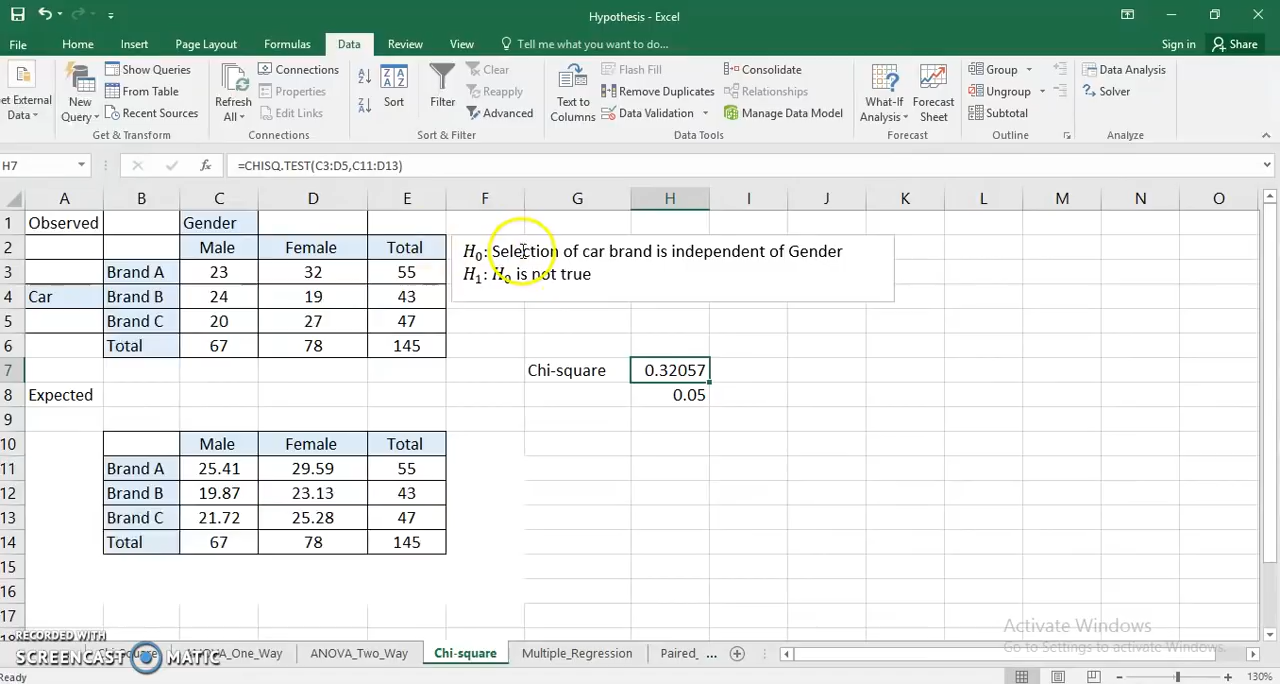 Hypothesis - Excel
File Home Insert Page Layout Formulas Data Review View Tell me what you want to do... Sign in Share
Show Queries Connections Clear Flash Fill Consolidate Group Data Analysis
From Table Properties Reapply Remove Duplicates Relationships Ungroup Solver
Recent Sources Edit Links Advanced Data Validation Manage Data Model Subtotal
Data New Query Refresh All Sort Filter Text to Columns What-If Analysis Forecast Sheet
Get & Transform Connections Sort & Filter Data Tools Forecast Outline Analyze
H7 fx =CHISQ.TEST(C3:D5,C11:D13)
A B C D E F G H I J K L M N O
1 Observed Gender
2 Male Female Total H0: Selection of car brand is independent of Gender
3 Brand A 23 32 55 H1: H0 is not true
4 Car Brand B 24 19 43
5 Brand C 20 27 47
6 Total 67 78 145
7 Chi-square 0.32057
8 Expected 0.05
9
10 Male Female Total
11 Brand A 25.41 29.59 55
12 Brand B 19.87 23.13 43
13 Brand C 21.72 25.28 47
14 Total 67 78 145
15
16
17
Activate Windows
Go to Settings to activate Windows.
RECORDED WITH
SCREENCAST MATIC
One_Way Two_Way Chi-square Multiple_Regression Paired_ ...
130%